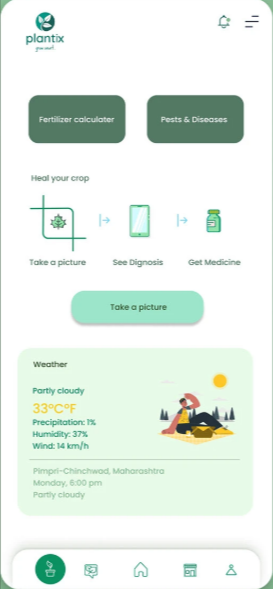 plantix
grow smart
Fertilizer calculater
Pests & Diseases
Heal your crop
Take a picture
See Dignosis
Get Medicine
Take a picture
Weather
Partly cloudy
33°C°F
Precipitation: 1%
Humidity: 37%
Wind: 14 km/h
Pimpri-Chinchwad, Maharashtra
Monday, 6:00 pm
Partly cloudy